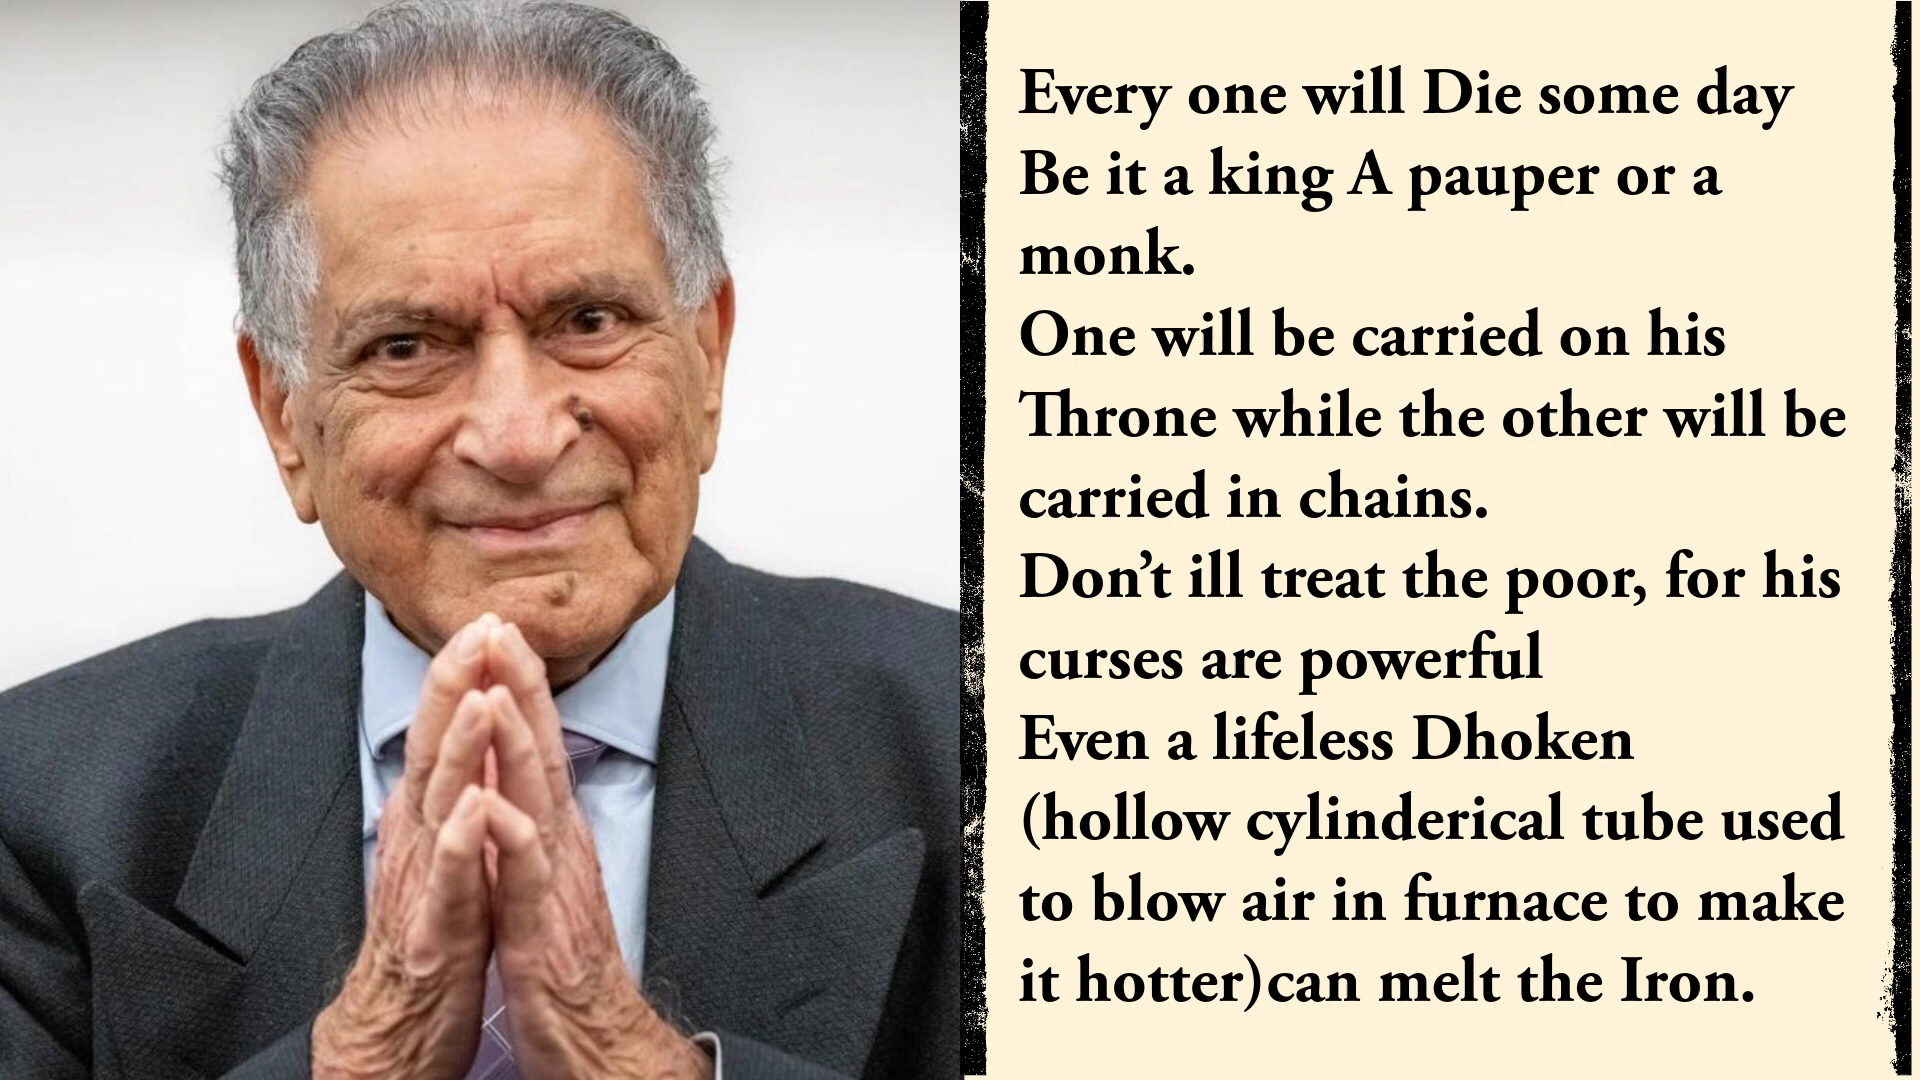 Every one will Die some day
Be it a king A pauper or a
monk.
One will be carried on his
Throne while the other will be
carried in chains.
Don’t ill treat the poor, for his
curses are powerful
Even a lifeless Dhoken
(hollow cylinderical tube used
to blow air in furnace to make
it hotter)can melt the Iron.